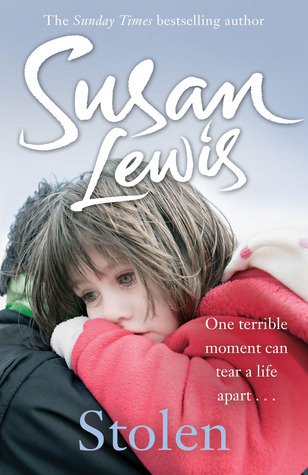 The Sunday Times bestselling author
Susan
Lewis
One terrible
moment can
tear a life
apart . . .
Stolen